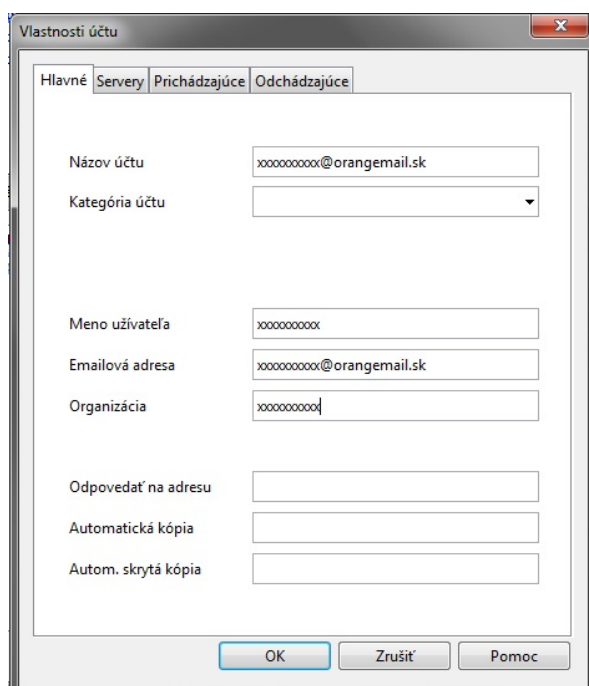 Vlastnosti účtu
Hlavné Servery Prichádzajúce Odchádzajúce
Názov účtu xxxxxxxxxx@orangemail.sk
Kategória účtu
Meno užívateľa xxxxxxxxxx
Emailová adresa xxxxxxxxxx@orangemail.sk
Organizácia xxxxxxxxxx
Odpovedať na adresu
Automatická kópia
Autom. skrytá kópia
OK Zrušiť Pomoc